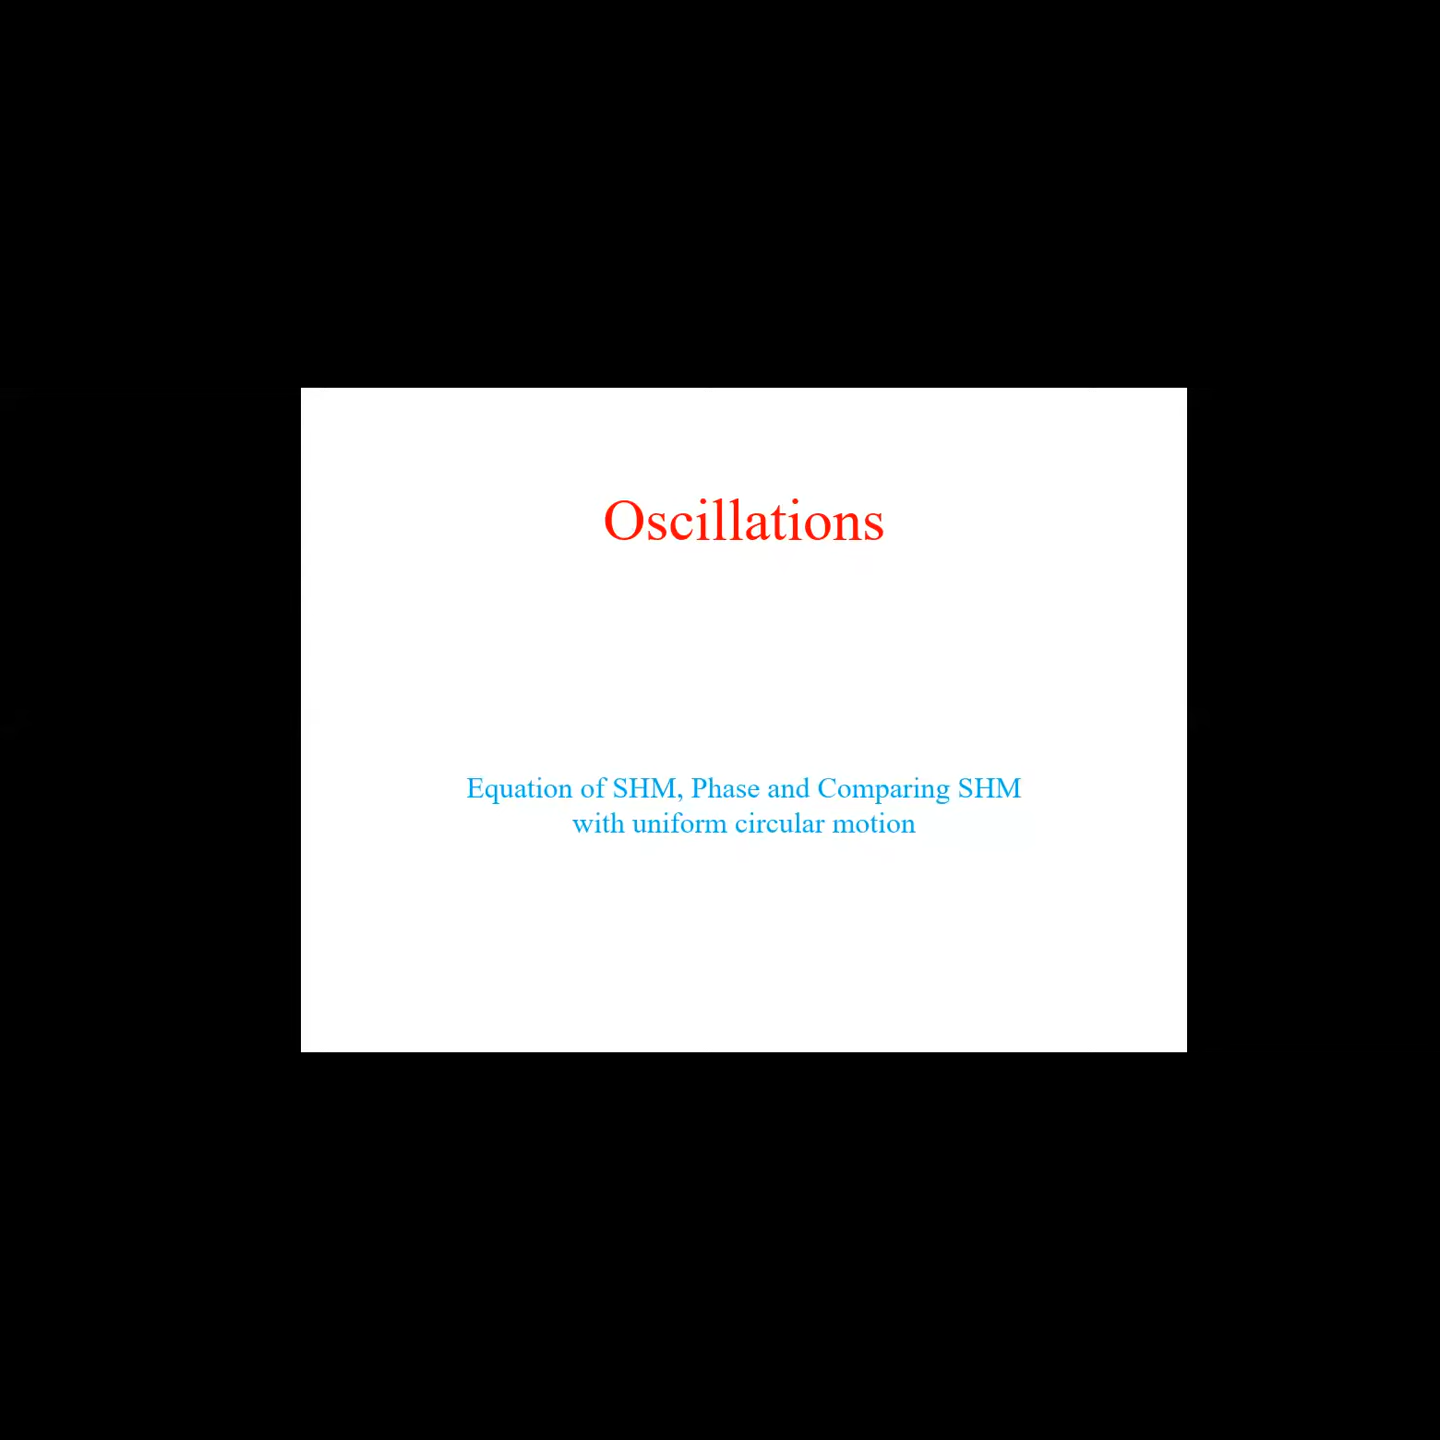 Oscillations
Equation of SHM, Phase and Comparing SHM
with uniform circular motion